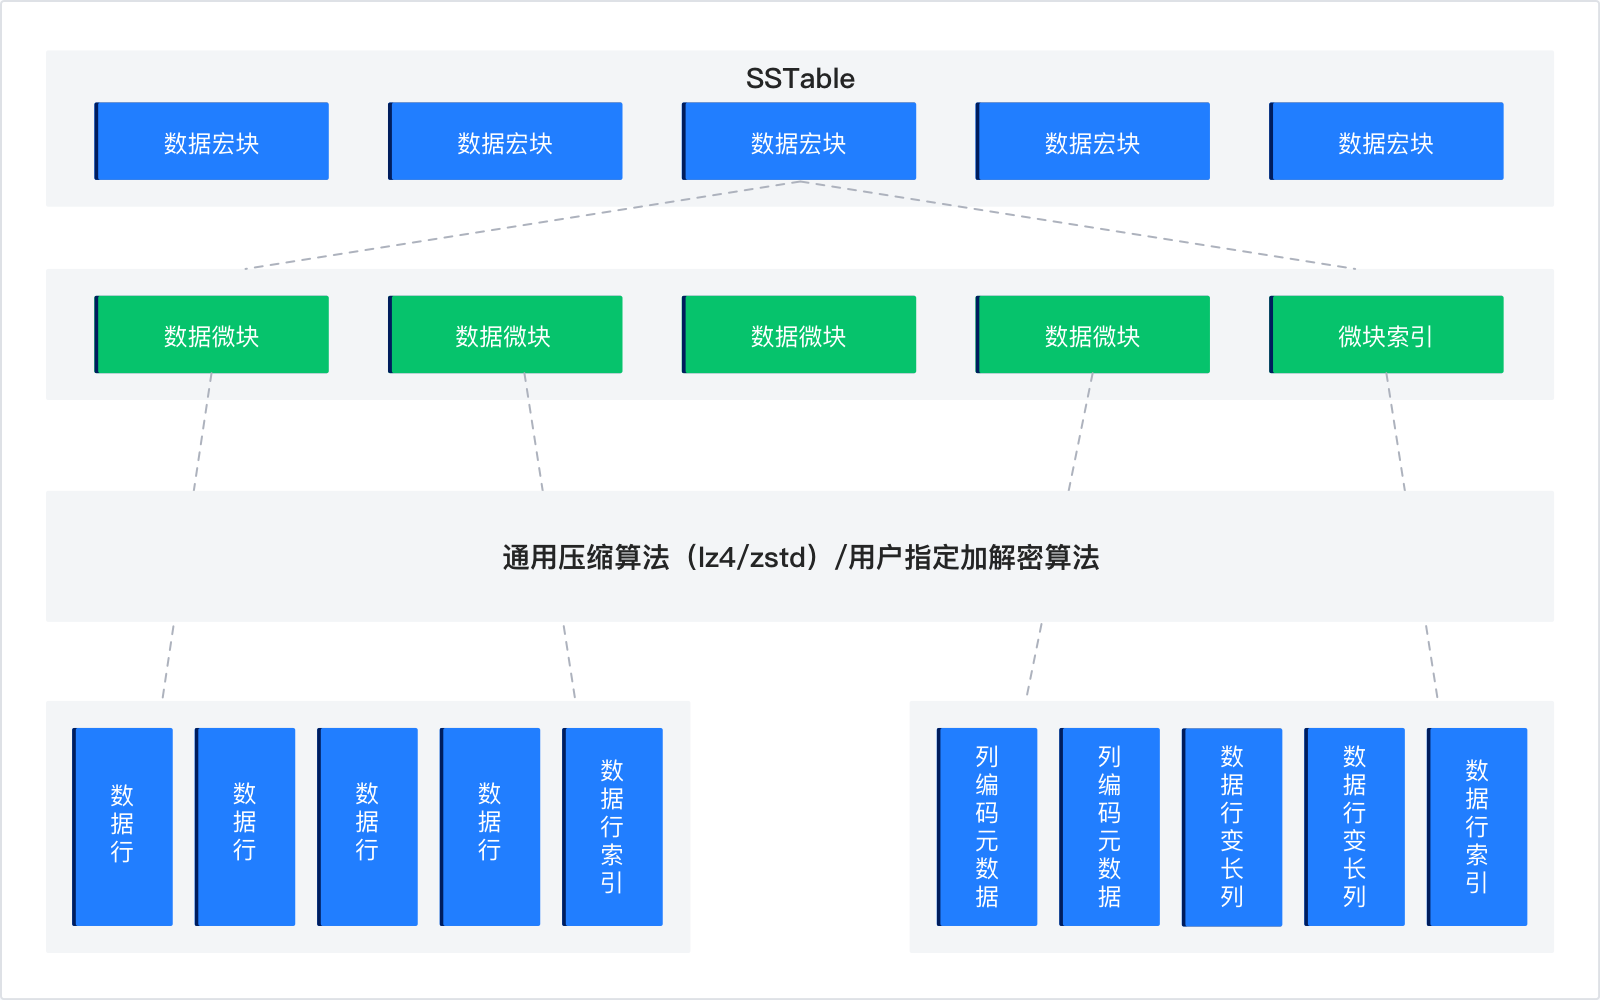 SSTable
数据宏块
数据宏块
数据宏块
数据宏块
数据宏块
数据微块
数据微块
数据微块
数据微块
微块索引
通用压缩算法（lz4/zstd）/用户指定加解密算法
数据行
数据行
数据行
数据行
数据行索引
列编码元数据
列编码元数据
数据行变长列
数据行变长列
数据行索引